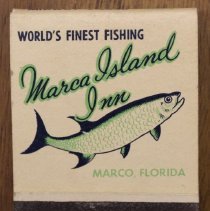 WORLD'S FINEST FISHING
Marco Island
Inn
MARCO, FLORIDA